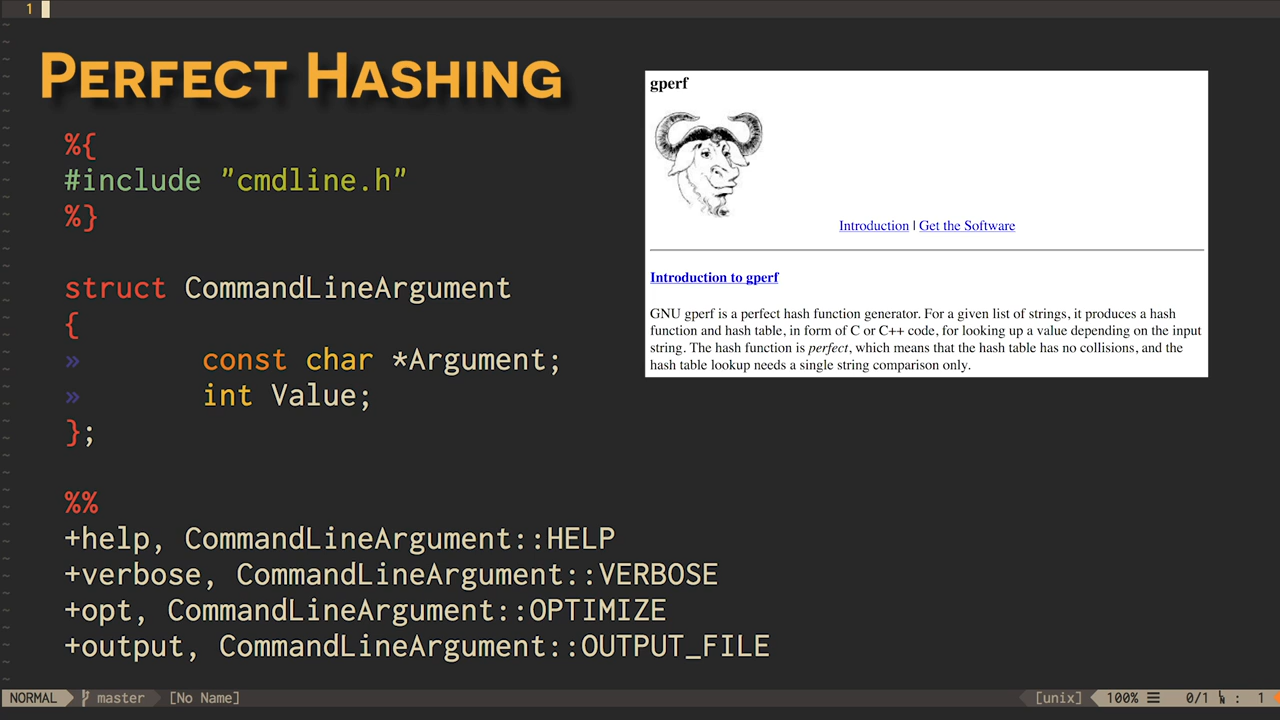 1
PERFECT HASHING
%{
#include "cmdline.h"
%}
struct CommandLineArgument
{
» const char *Argument;
» int Value;
};
%%
+help, CommandLineArgument::HELP
+verbose, CommandLineArgument::VERBOSE
+opt, CommandLineArgument::OPTIMIZE
+output, CommandLineArgument::OUTPUT_FILE
gperf
Introduction | Get the Software
Introduction to gperf
GNU gperf is a perfect hash function generator. For a given list of strings, it produces a hash
function and hash table, in form of C or C++ code, for looking up a value depending on the input
string. The hash function is perfect, which means that the hash table has no collisions, and the
hash table lookup needs a single string comparison only.
NORMAL master [No Name] [unix] 100% ☰ 0/1 : 1